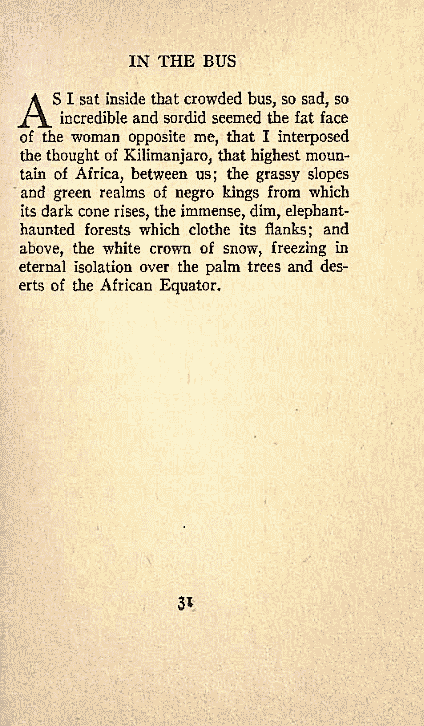 IN THE BUS
AS I sat inside that crowded bus, so sad, so
incredible and sordid seemed the fat face
of the woman opposite me, that I interposed
the thought of Kilimanjaro, that highest moun-
tain of Africa, between us; the grassy slopes
and green realms of negro kings from which
its dark cone rises, the immense, dim, elephant-
haunted forests which clothe its flanks; and
above, the white crown of snow, freezing in
eternal isolation over the palm trees and des-
erts of the African Equator.
31